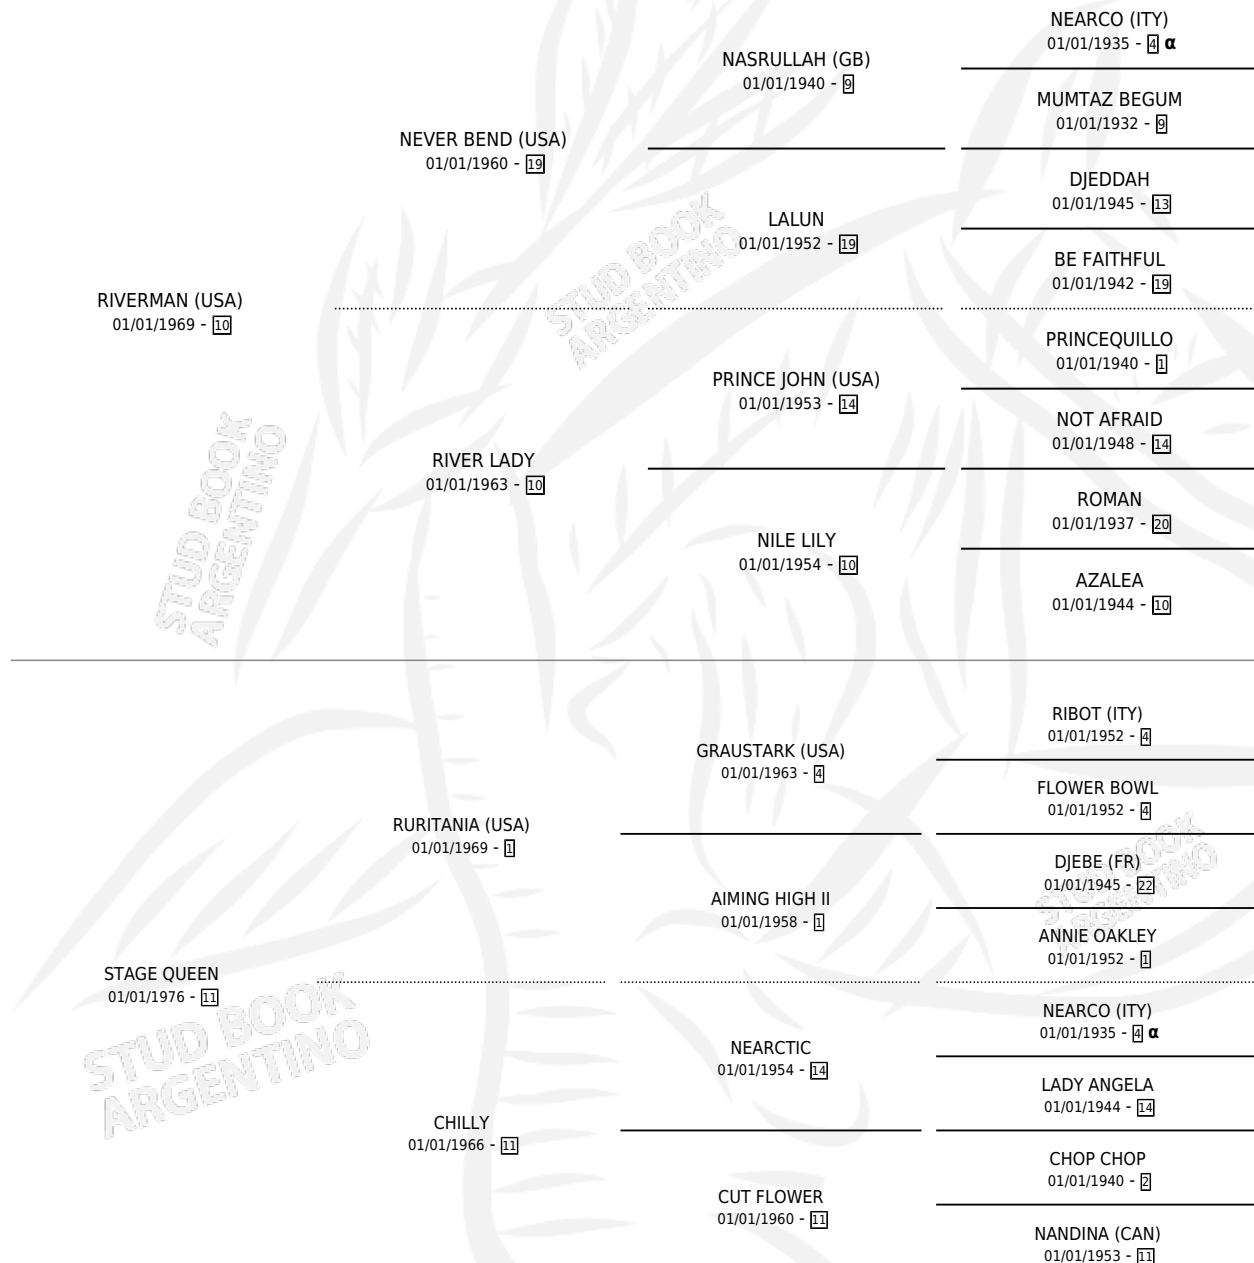 NEARCO (ITY)
01/01/1935 - 4 α
NASRULLAH (GB)
01/01/1940 - 9
MUMTAZ BEGUM
01/01/1932 - 9
NEVER BEND (USA)
01/01/1960 - 19
DJEDDAH
01/01/1945 - 13
LALUN
01/01/1952 - 19
BE FAITHFUL
01/01/1942 - 19
STUD BOOK
ARGENTINO
RIVERMAN (USA)
01/01/1969 - 10
PRINCEQUILLO
01/01/1940 - 1
PRINCE JOHN (USA)
01/01/1953 - 14
NOT AFRAID
01/01/1948 - 14
RIVER LADY
01/01/1963 - 10
ROMAN
01/01/1937 - 20
NILE LILY
01/01/1954 - 10
AZALEA
01/01/1944 - 10
STUD BOOK
ARGENTINO
RIBOT (ITY)
01/01/1952 - 4
GRAUSTARK (USA)
01/01/1963 - 4
FLOWER BOWL
01/01/1952 - 4
RURITANIA (USA)
01/01/1969 - 1
DJEBE (FR)
01/01/1945 - 22
STUD BOOK
ARGENTINO
AIMING HIGH II
01/01/1958 - 1
ANNIE OAKLEY
01/01/1952 - 1
STAGE QUEEN
01/01/1976 - 11
STUD BOOK
ARGENTINO
NEARCO (ITY)
01/01/1935 - 4 α
NEARCTIC
01/01/1954 - 14
LADY ANGELA
01/01/1944 - 14
CHILLY
01/01/1966 - 11
CHOP CHOP
01/01/1940 - 2
CUT FLOWER
01/01/1960 - 11
NANDINA (CAN)
01/01/1953 - 11